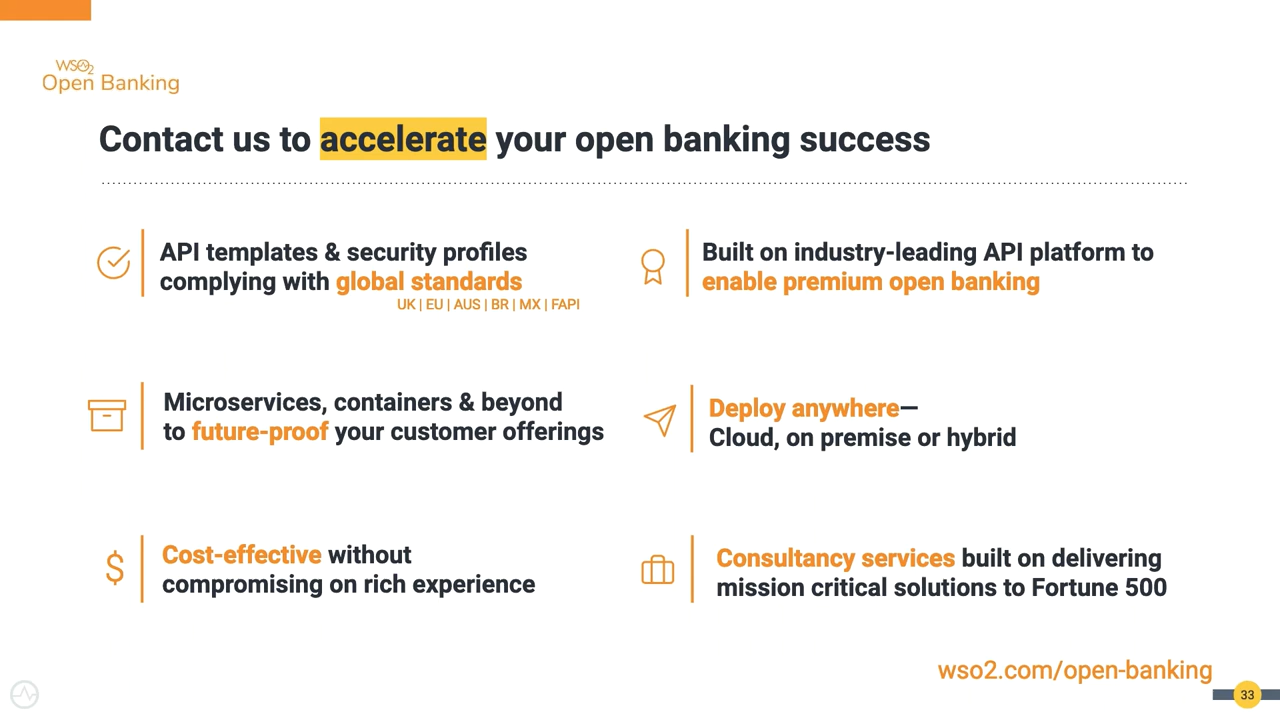 WSO2
Open Banking
Contact us to accelerate your open banking success
API templates & security profiles
complying with global standards
UK | EU | AUS | BR | MX | FAPI
Built on industry-leading API platform to
enable premium open banking
Microservices, containers & beyond
to future-proof your customer offerings
Deploy anywhere—
Cloud, on premise or hybrid
$
Cost-effective without
compromising on rich experience
Consultancy services built on delivering
mission critical solutions to Fortune 500
wso2.com/open-banking
33